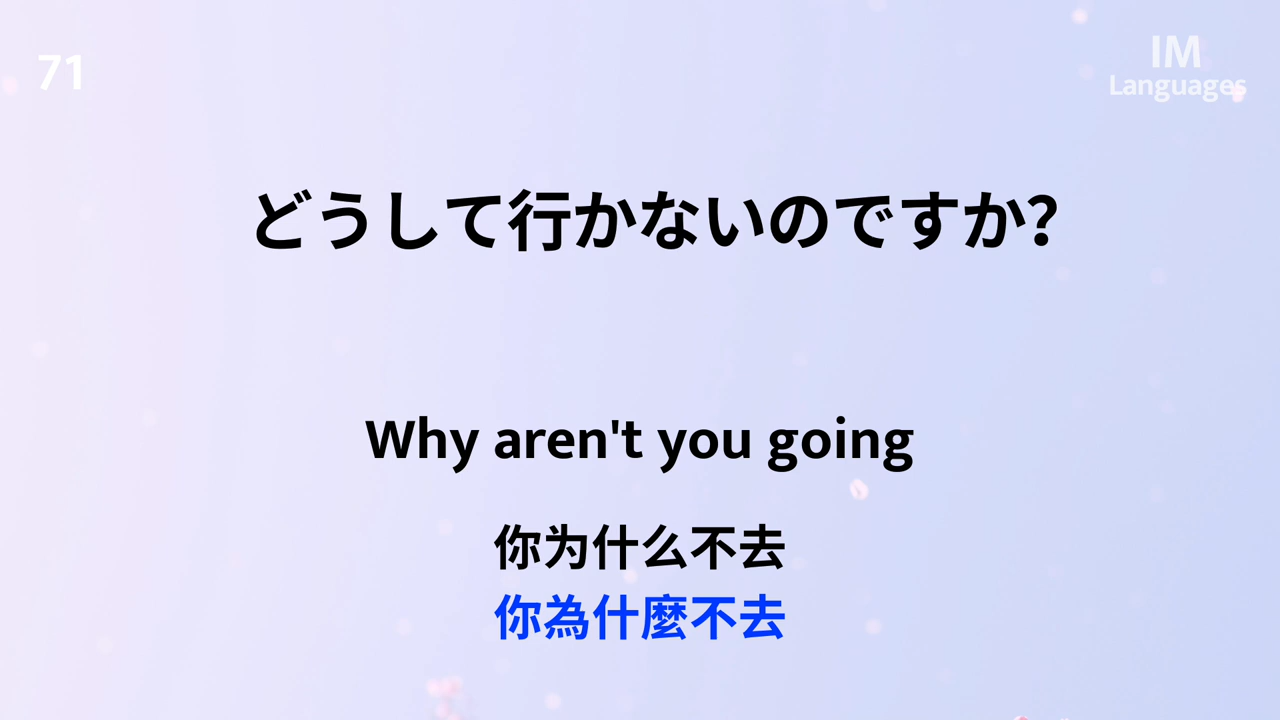 71
IM
Languages
どうして行かないのですか?
Why aren't you going
你为什么不去
你為什麼不去